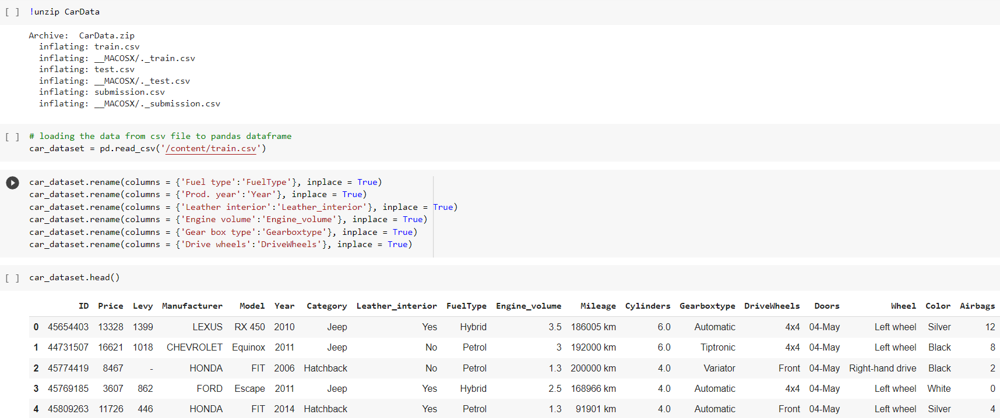 [ ] !unzip CarData
Archive:  CarData.zip
  inflating: train.csv
  inflating: __MACOSX/._train.csv
  inflating: test.csv
  inflating: __MACOSX/._test.csv
  inflating: submission.csv
  inflating: __MACOSX/._submission.csv
[ ] # loading the data from csv file to pandas dataframe
car_dataset = pd.read_csv('/content/train.csv')
car_dataset.rename(columns = {'Fuel type':'FuelType'}, inplace = True)
car_dataset.rename(columns = {'Prod. year':'Year'}, inplace = True)
car_dataset.rename(columns = {'Leather interior':'Leather_interior'}, inplace = True)
car_dataset.rename(columns = {'Engine volume':'Engine_volume'}, inplace = True)
car_dataset.rename(columns = {'Gear box type':'Gearboxtype'}, inplace = True)
car_dataset.rename(columns = {'Drive wheels':'DriveWheels'}, inplace = True)
[ ] car_dataset.head()
ID Price Levy Manufacturer Model Year Category Leather_interior FuelType Engine_volume Mileage Cylinders Gearboxtype DriveWheels Doors Wheel Color Airbags
0 45654403 13328 1399 LEXUS RX 450 2010 Jeep Yes Hybrid 3.5 186005 km 6.0 Automatic 4x4 04-May Left wheel Silver 12
1 44731507 16621 1018 CHEVROLET Equinox 2011 Jeep No Petrol 3 192000 km 6.0 Tiptronic 4x4 04-May Left wheel Black 8
2 45774419 8467 - HONDA FIT 2006 Hatchback No Petrol 1.3 200000 km 4.0 Variator Front 04-May Right-hand drive Black 2
3 45769185 3607 862 FORD Escape 2011 Jeep Yes Hybrid 2.5 168966 km 4.0 Automatic 4x4 04-May Left wheel White 0
4 45809263 11726 446 HONDA FIT 2014 Hatchback Yes Petrol 1.3 91901 km 4.0 Automatic Front 04-May Left wheel Silver 4